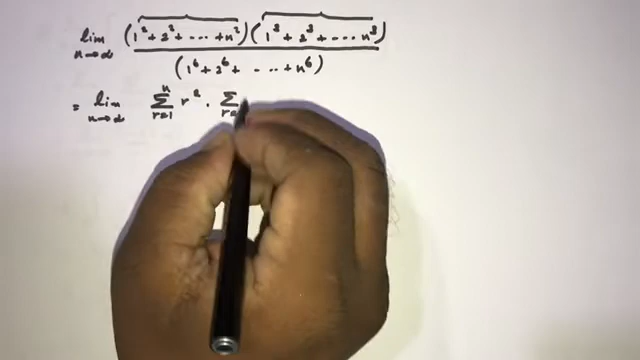 lim n→∞ (1² + 2² + ---- + n²) (1³ + 2³ + --- n³) / (1⁶ + 2⁶ + - --- + n⁶)
= lim n→∞ ∑ r=1 n r² · ∑ r=